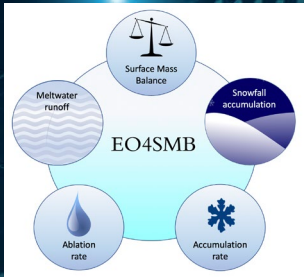 Surface Mass
Balance
Meltwater
runoff
Snowfall
accumulation
EO4SMB
Ablation
rate
Accumulation
rate